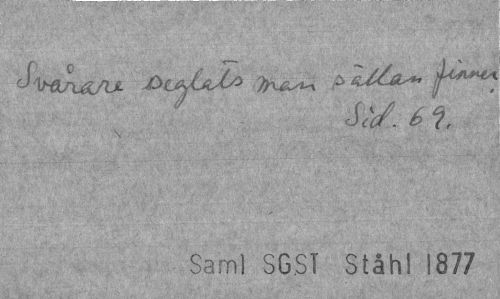 Svårare seglats man sällan finner.
Sid. 69.
Saml SGST Ståhl 1877